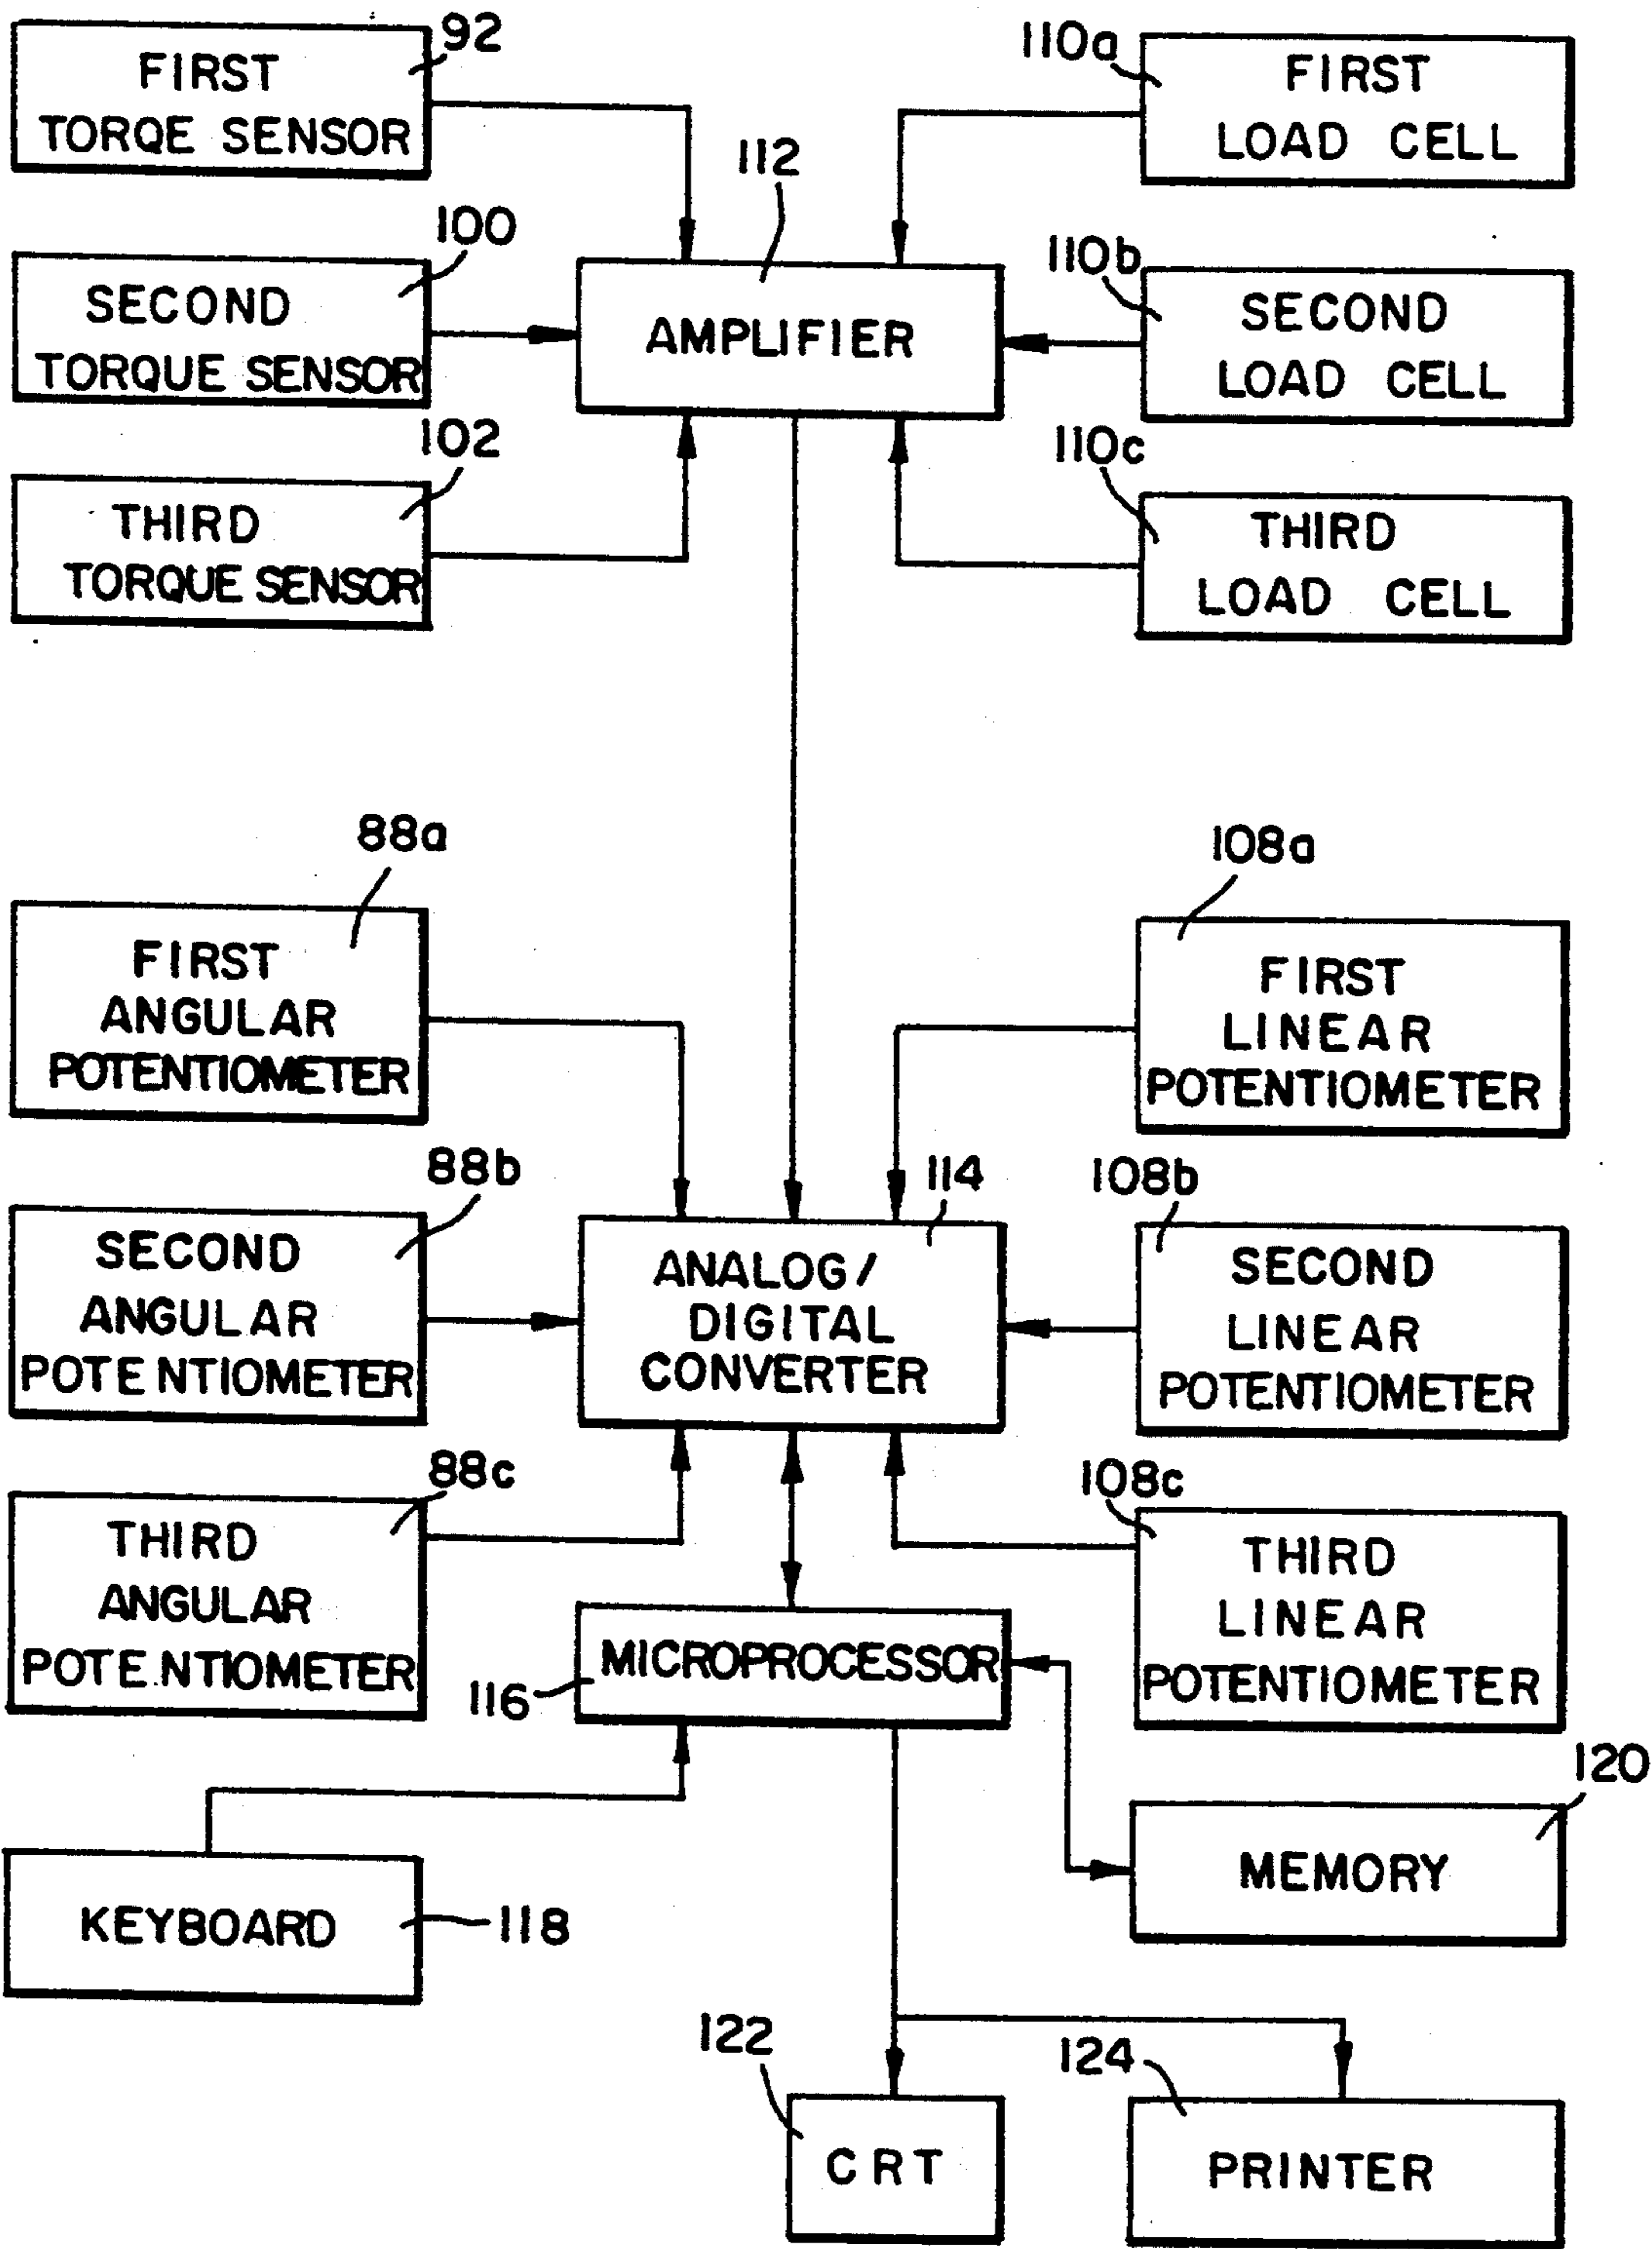 92
FIRST
TORQE SENSOR
110a
FIRST
LOAD CELL
112
100
SECOND
TORQUE SENSOR
AMPLIFIER
110b
SECOND
LOAD CELL
102
THIRD
TORQUE SENSOR
110c
THIRD
LOAD CELL
88a
FIRST
ANGULAR
POTENTIOMETER
108a
FIRST
LINEAR
POTENTIOMETER
88b
SECOND
ANGULAR
POTENTIOMETER
114
ANALOG/
DIGITAL
CONVERTER
108b
SECOND
LINEAR
POTENTIOMETER
88c
THIRD
ANGULAR
POTENTIOMETER
108c
THIRD
LINEAR
POTENTIOMETER
MICROPROCESSOR
116
120
MEMORY
KEYBOARD
118
122
CRT
124
PRINTER